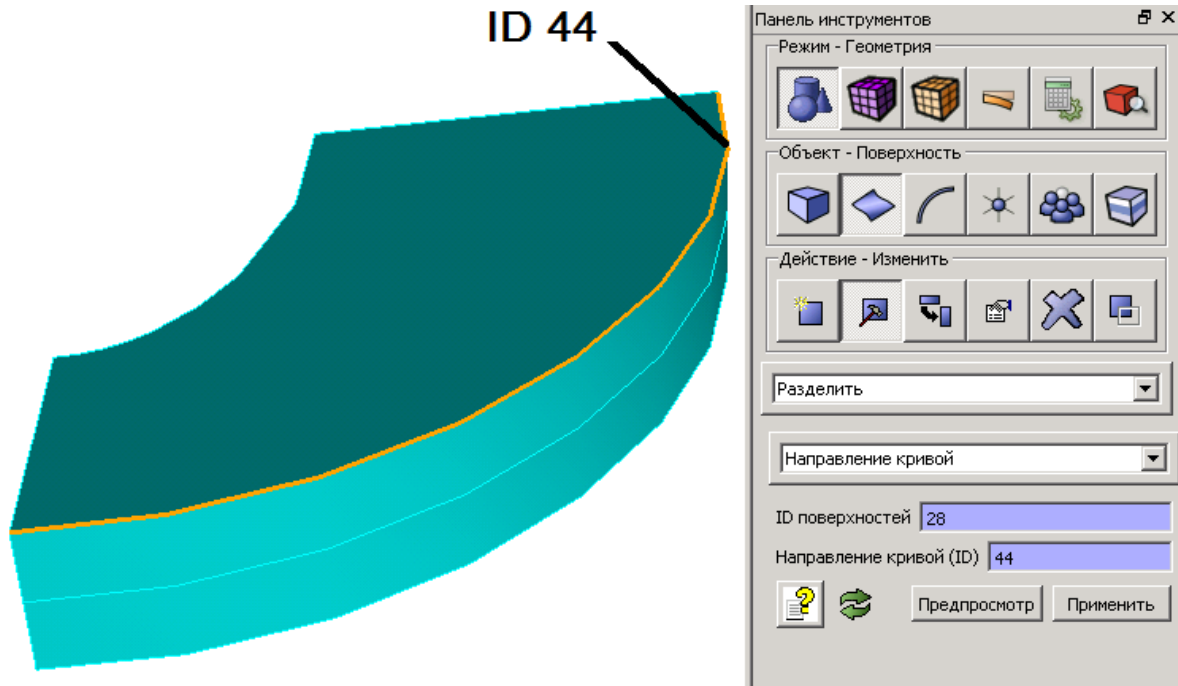 ID 44
Панель инструментов
Режим - Геометрия
Объект - Поверхность
Действие - Изменить
Разделить
Направление кривой
ID поверхностей 28
Направление кривой (ID) 44
Предпросмотр Применить